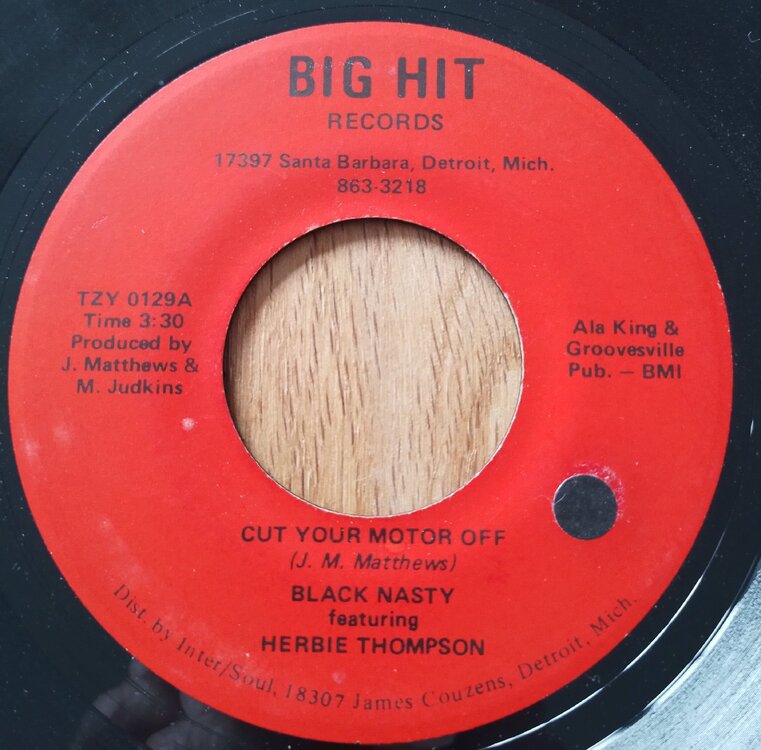 BIG HIT
RECORDS
17397 Santa Barbara, Detroit, Mich.
863-3218
TZY 0129A
Time 3:30
Produced by
J. Matthews &
M. Judkins
Ala King &
Groovesville
Pub. — BMI
CUT YOUR MOTOR OFF
(J. M. Matthews)
BLACK NASTY
featuring
HERBIE THOMPSON
Dist. by Inter/Soul, 18307 James Couzens, Detroit, Mich.